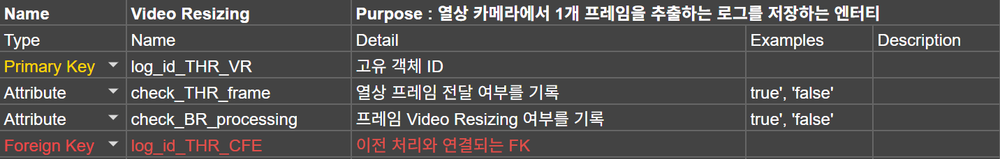 Name Video Resizing Purpose : 열상 카메라에서 1개 프레임을 추출하는 로그를 저장하는 엔터티
Type Name Detail Examples Description
Primary Key log_id_THR_VR 고유 객체 ID
Attribute check_THR_frame 열상 프레임 전달 여부를 기록 true', 'false'
Attribute check_BR_processing 프레임 Video Resizing 여부를 기록 true', 'false'
Foreign Key log_id_THR_CFE 이전 처리와 연결되는 FK